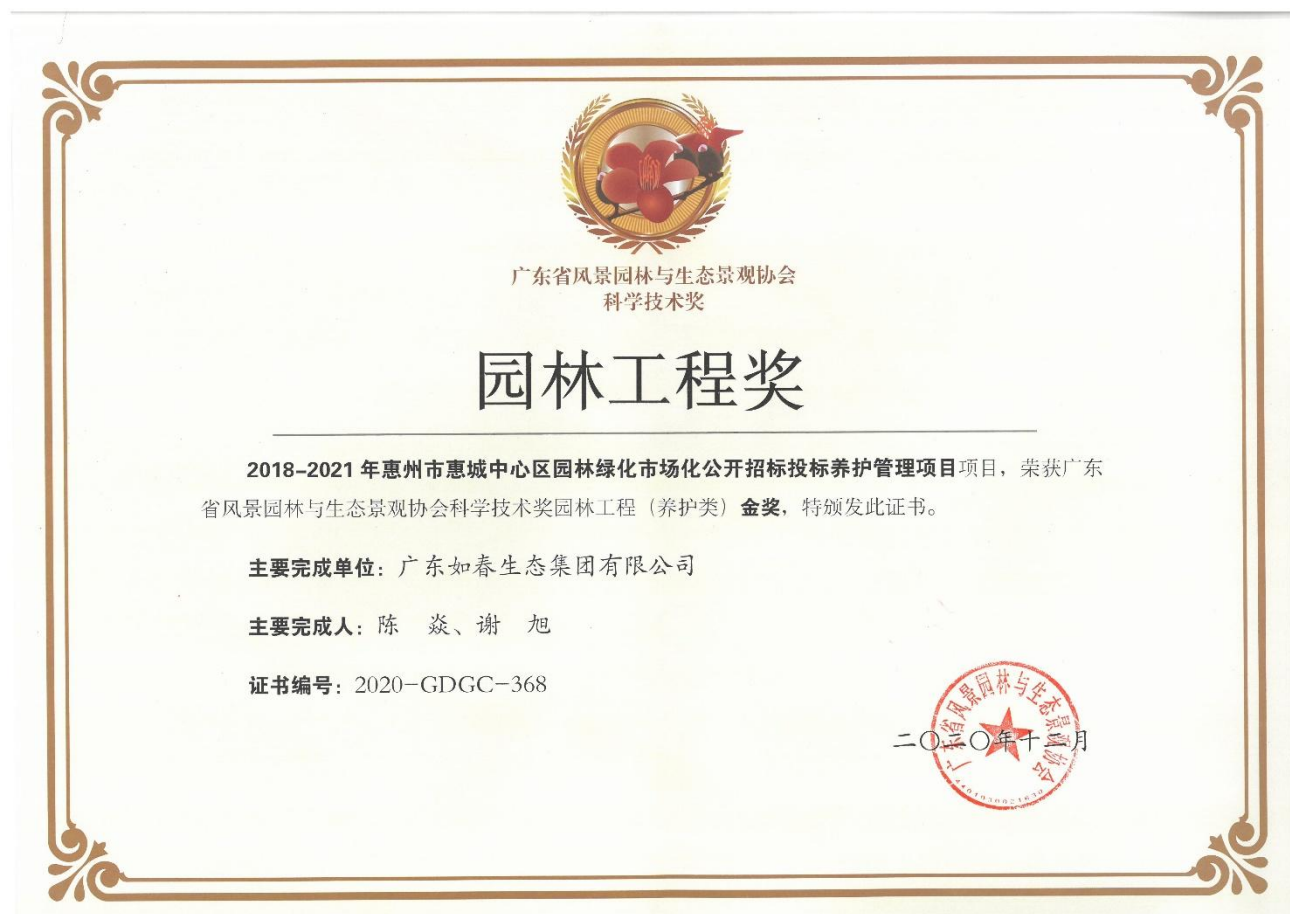 广东省风景园林与生态景观协会
科学技术奖
园林工程奖
2018-2021年惠州市惠城中心区园林绿化市场化公开招标投标养护管理项目项目，荣获广东
省风景园林与生态景观协会科学技术奖园林工程（养护类）金奖，特颁发此证书。
主要完成单位：广东如春生态集团有限公司
主要完成人：陈　焱、谢　旭
证书编号：2020-GDGC-368
广东省风景园林与生态景观协会
二〇二〇年十二月